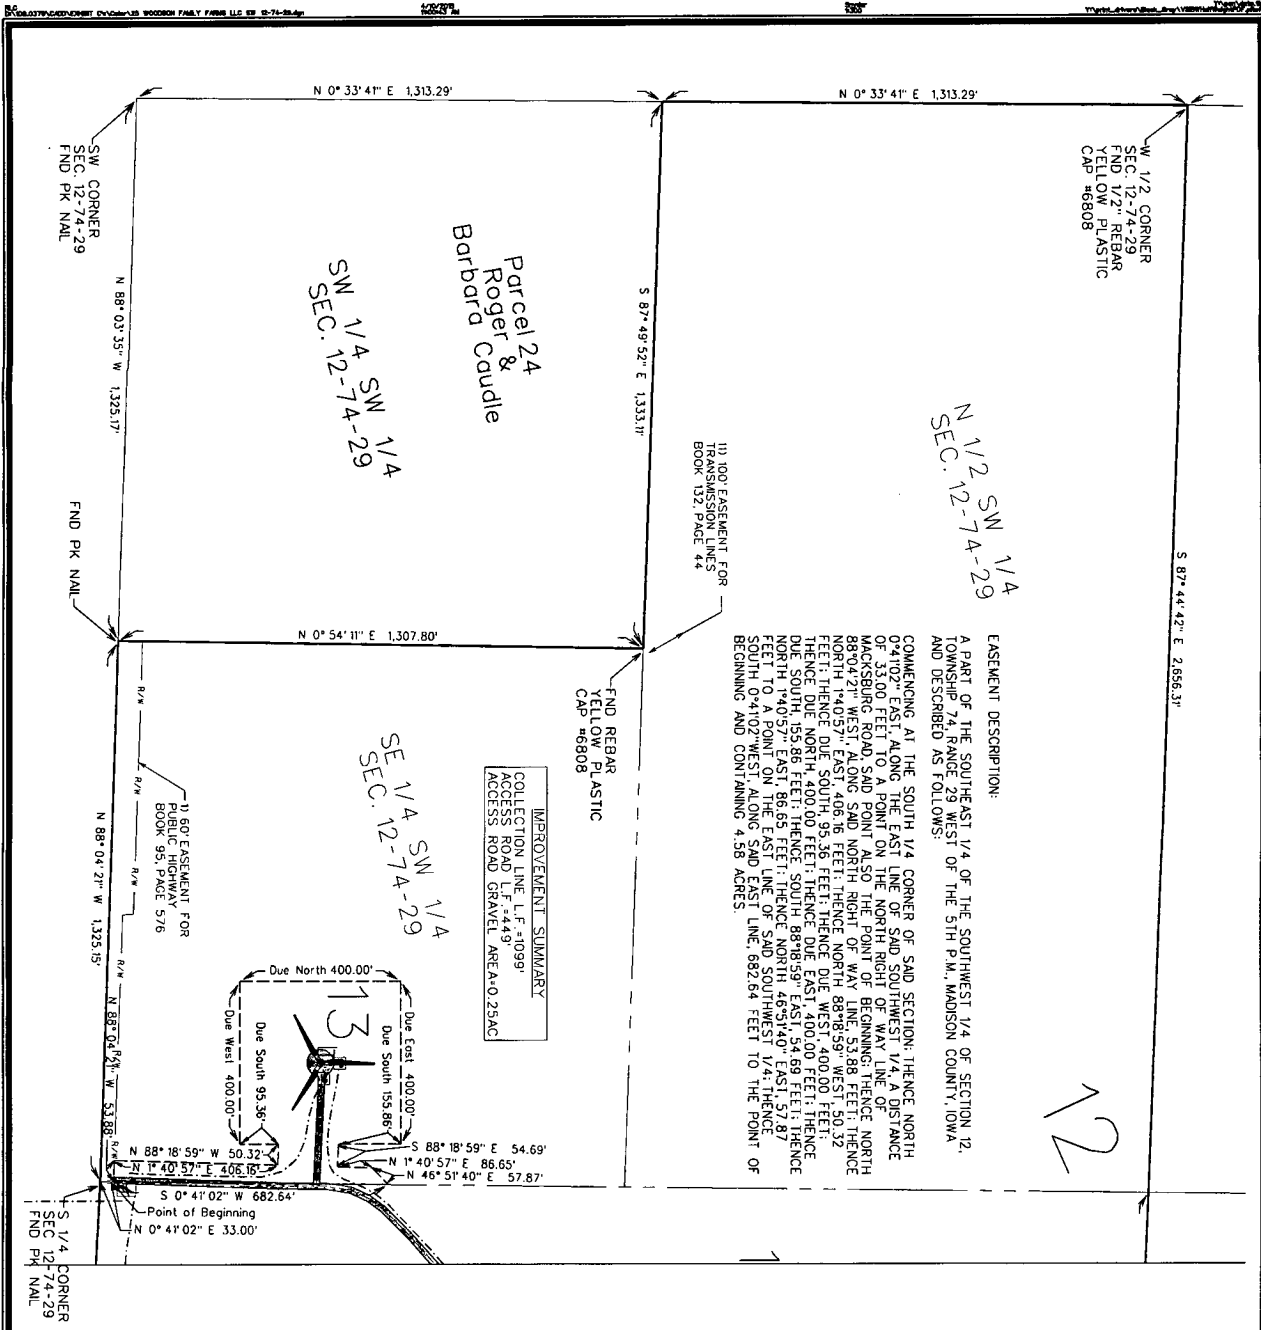 4/10/2015
N 0° 33' 41" E 1,313.29'
N 0° 33' 41" E 1,313.29'
W 1/2 CORNER
SEC. 12-74-29
FND 1/2" REBAR
YELLOW PLASTIC
CAP #6808
SW CORNER
SEC. 12-74-29
FND PK NAIL
S 87° 44' 42" E 2,656.31'
N 1/2 SW 1/4
SEC. 12-74-29
Parcel 24
Roger &
Barbara Caudle
SW 1/4 SW 1/4
SEC. 12-74-29
S 87° 49' 52" E 1,333.11'
N 88° 03' 35" W 1,325.17'
11) 100' EASEMENT FOR
TRANSMISSION LINES
BOOK 132, PAGE 44
FND PK NAIL
N 0° 54' 11" E 1,307.80'
FND REBAR
YELLOW PLASTIC
CAP #6808
EASEMENT DESCRIPTION:
A PART OF THE SOUTHEAST 1/4 OF THE SOUTHWEST 1/4 OF SECTION 12,
TOWNSHIP 74, RANGE 29 WEST OF THE 5TH P.M., MADISON COUNTY, IOWA
AND DESCRIBED AS FOLLOWS:
COMMENCING AT THE SOUTH 1/4 CORNER OF SAID SECTION; THENCE NORTH
0°41'02" EAST, ALONG THE EAST LINE OF SAID SOUTHWEST 1/4, A DISTANCE
OF 33.00 FEET TO A POINT ON THE NORTH RIGHT OF WAY LINE OF
MACKSBURG ROAD, SAID POINT ALSO THE POINT OF BEGINNING; THENCE NORTH
88°04'21" WEST, ALONG SAID NORTH RIGHT OF WAY LINE, 53.88 FEET; THENCE
NORTH 1°40'57" EAST, 406.16 FEET; THENCE NORTH 88°18'59" WEST, 50.32
FEET; THENCE DUE SOUTH, 95.36 FEET; THENCE DUE WEST, 400.00 FEET;
THENCE DUE NORTH, 400.00 FEET; THENCE DUE EAST, 400.00 FEET; THENCE
DUE SOUTH, 155.86 FEET; THENCE SOUTH 88°18'59" EAST, 54.69 FEET; THENCE
NORTH 1°40'57" EAST, 86.65 FEET; THENCE NORTH 46°51'40" EAST, 57.87
FEET TO A POINT ON THE EAST LINE OF SAID SOUTHWEST 1/4; THENCE
SOUTH 0°41'02"WEST, ALONG SAID EAST LINE, 682.64 FEET TO THE POINT OF
BEGINNING AND CONTAINING 4.58 ACRES.
12
IMPROVEMENT SUMMARY
COLLECTION LINE L.F.=1099'
ACCESS ROAD L.F.=449'
ACCESS ROAD GRAVEL AREA=0.25AC
SE 1/4 SW 1/4
SEC. 12-74-29
R/W
R/W
R/W
R/W
R/W
R/W
1) 60' EASEMENT FOR
PUBLIC HIGHWAY
BOOK 95, PAGE 576
N 88° 04' 21" W 1,325.15'
N 88° 04' 21" W 53.88'
Due North 400.00'
13
Due East 400.00'
Due South 155.86'
Due South 95.36'
Due West 400.00'
N 88° 18' 59" W 50.32'
N 1° 40' 57" E 406.16'
S 88° 18' 59" E 54.69'
N 1° 40' 57" E 86.65'
N 46° 51' 40" E 57.87'
S 0° 41' 02" W 682.64'
Point of Beginning
N 0° 41' 02" E 33.00'
S 1/4 CORNER
SEC 12-74-29
FND PK NAIL
1